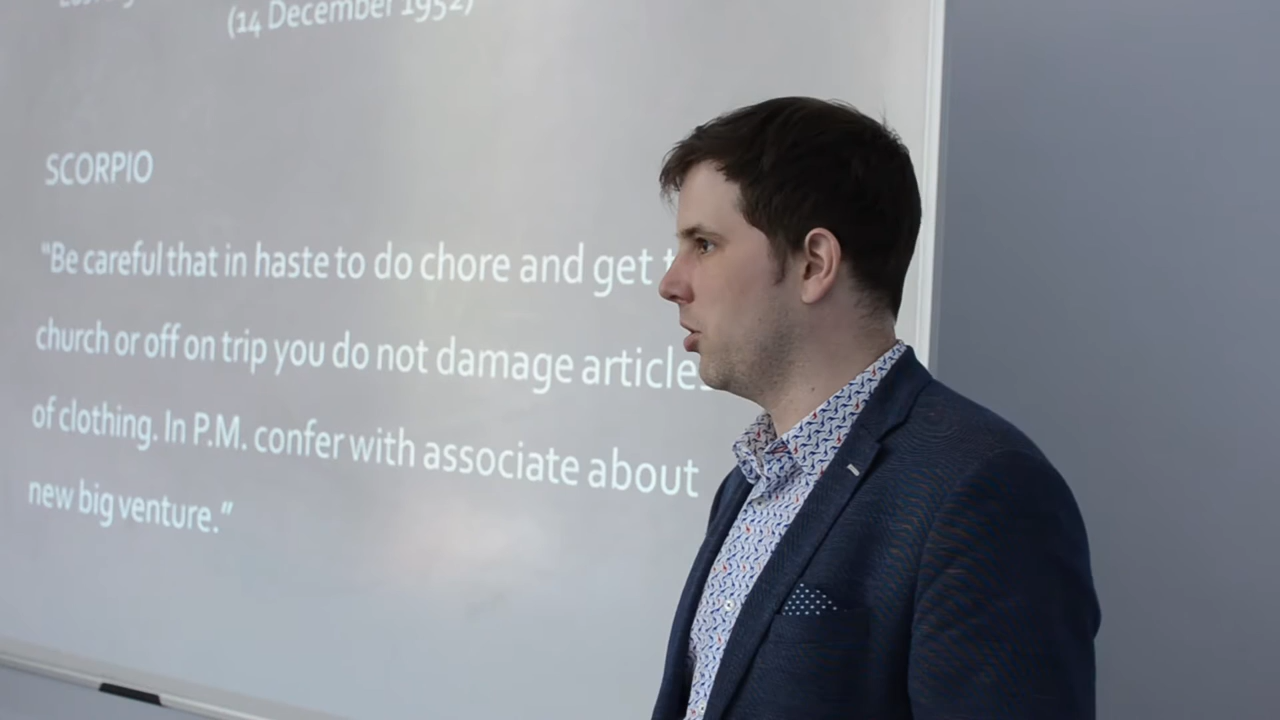 (14 December 1952)
SCORPIO
"Be careful that in haste to do chore and get
church or off on trip you do not damage articles
of clothing. In P.M. confer with associate about
new big venture."